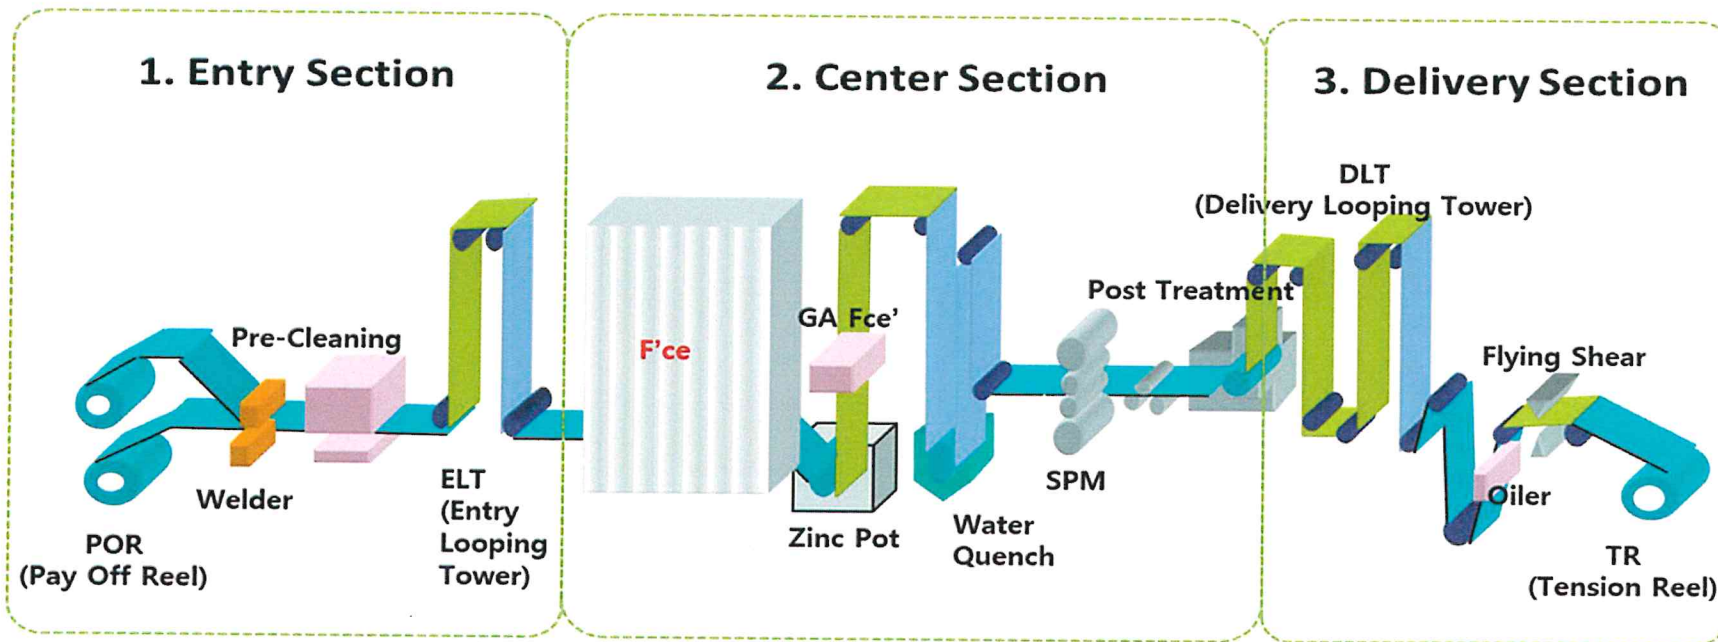 1. Entry Section
2. Center Section
3. Delivery Section
DLT
(Delivery Looping Tower)
Post Treatment
GA Fce'
Pre-Cleaning
F'ce
Flying Shear
Welder
ELT
(Entry
Looping
Tower)
SPM
Oiler
Zinc Pot
Water
Quench
POR
(Pay Off Reel)
TR
(Tension Reel)